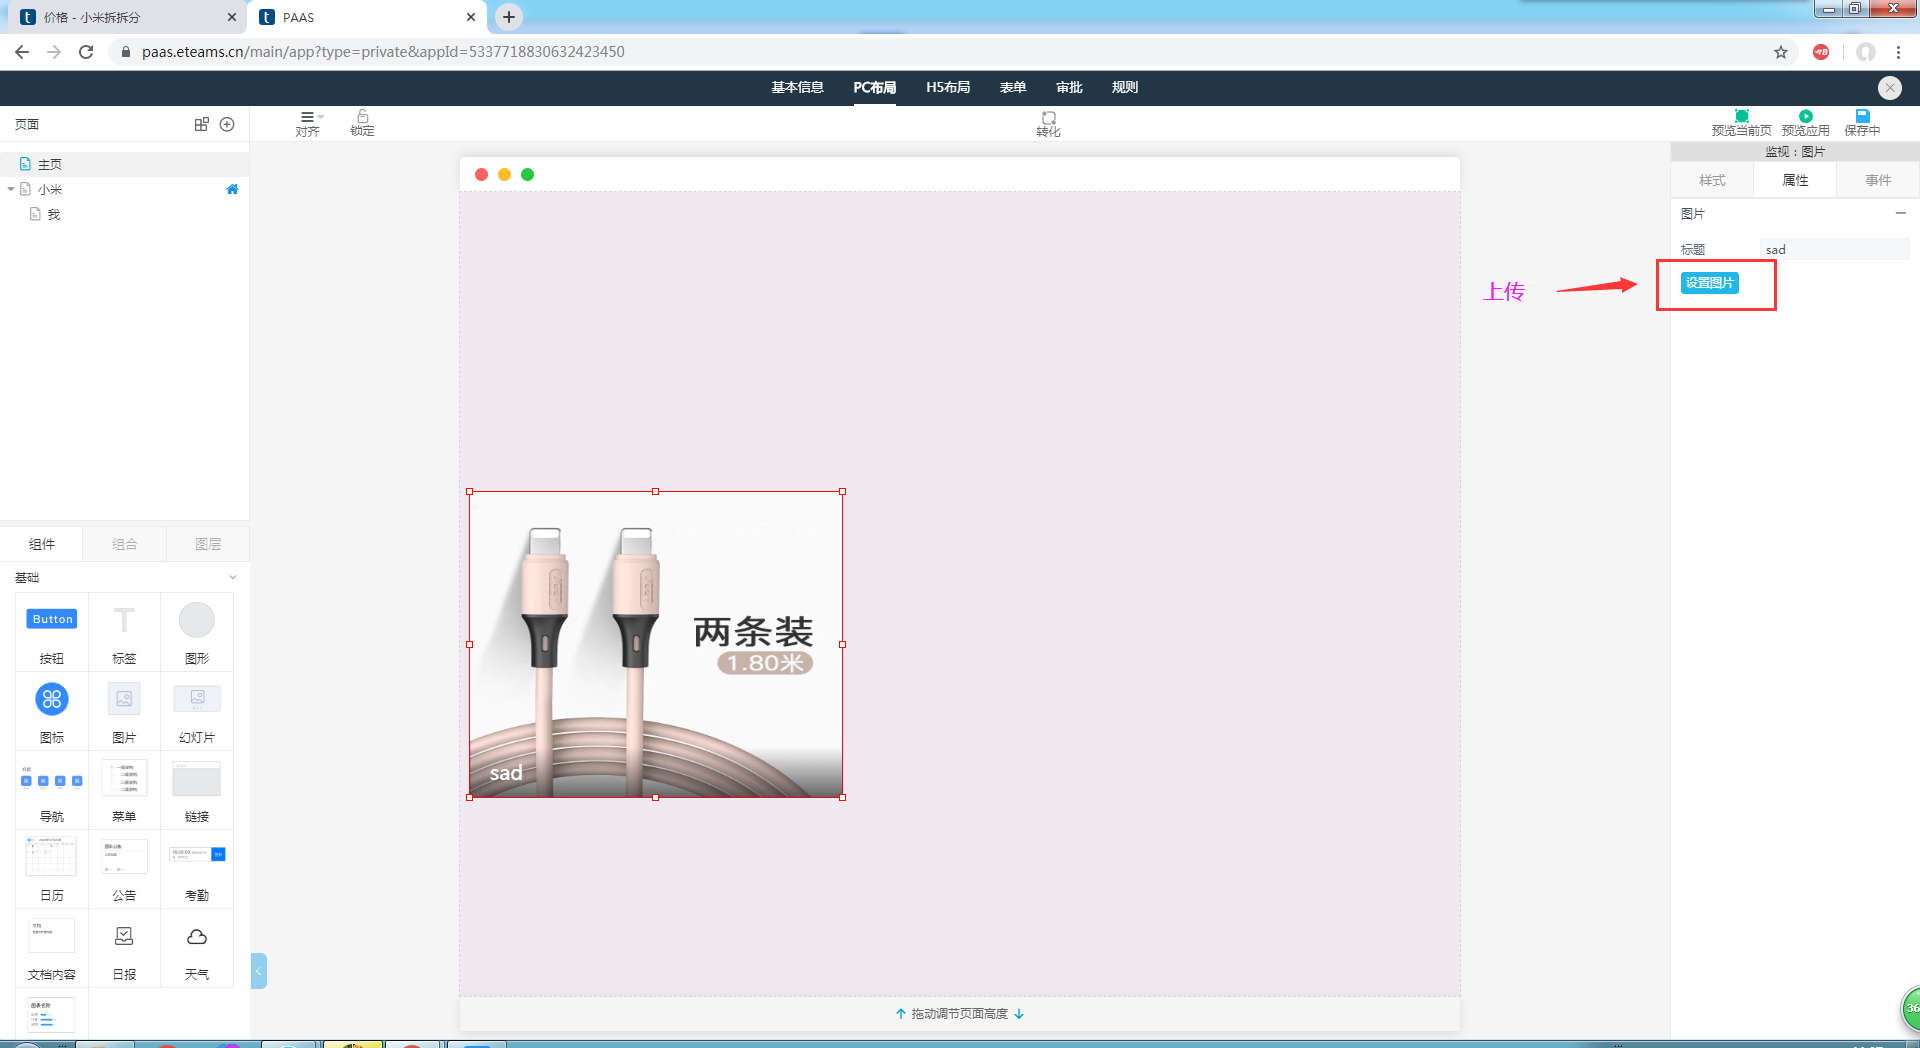 价格 - 小米拆拆分
PAAS
paas.eteams.cn/main/app?type=private&appId=5337718830632423450
基本信息
PC布局
H5布局
表单
审批
规则
页面
对齐
锁定
转化
预览当前页
预览应用
保存中
主页
小米
我
监视：图片
样式
属性
事件
图片
标题
sad
设置图片
上传
两条装
1.80米
sad
组件
组合
图层
基础
Button
按钮
标签
图形
图标
图片
幻灯片
导航
菜单
链接
日历
公告
考勤
文档内容
日报
天气
图表名称
拖动调节页面高度
36